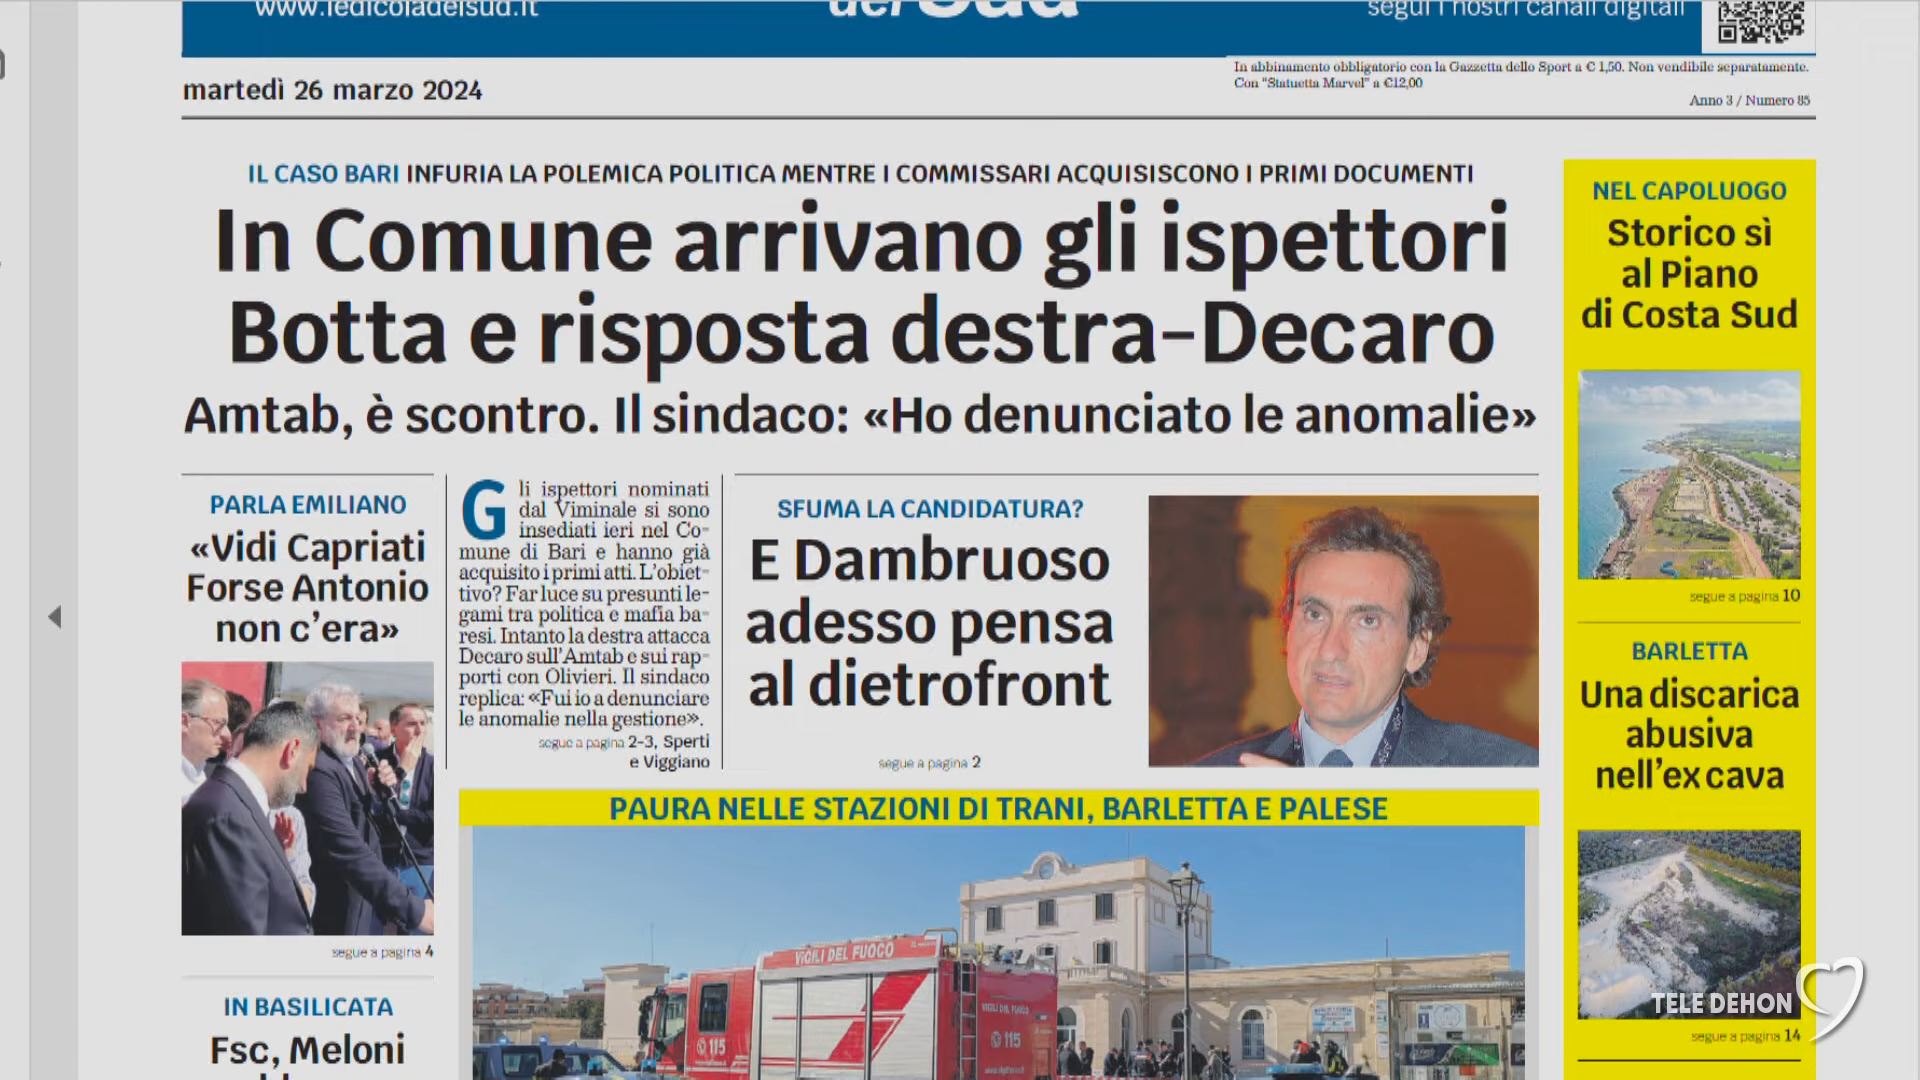 www.ledicoladelsud.it
del Sud
segui i nostri canali digitali
martedì 26 marzo 2024
In abbinamento obbligatorio con la Gazzetta dello Sport a € 1,50. Non vendibile separatamente.
Con "Statuetta Marvel" a €12,00
Anno 3 / Numero 85
IL CASO BARI INFURIA LA POLEMICA POLITICA MENTRE I COMMISSARI ACQUISISCONO I PRIMI DOCUMENTI
In Comune arrivano gli ispettori
Botta e risposta destra-Decaro
Amtab, è scontro. Il sindaco: «Ho denunciato le anomalie»
PARLA EMILIANO
«Vidi Capriati
Forse Antonio
non c'era»
segue a pagina 4
IN BASILICATA
Fsc, Meloni
Gli ispettori nominati
dal Viminale si sono
insediati ieri nel Co-
mune di Bari e hanno già
acquisito i primi atti. L'obiet-
tivo? Far luce su presunti le-
gami tra politica e mafia ba-
resi. Intanto la destra attacca
Decaro sull'Amtab e sui rap-
porti con Olivieri. Il sindaco
replica: «Fui io a denunciare
le anomalie nella gestione».
segue a pagina 2-3, Sperti
e Viggiano
SFUMA LA CANDIDATURA?
E Dambruoso
adesso pensa
al dietrofront
segue a pagina 2
PAURA NELLE STAZIONI DI TRANI, BARLETTA E PALESE
VIGILI DEL FUOCO
VIGILI DEL FUOCO
115
115
NEL CAPOLUOGO
Storico sì
al Piano
di Costa Sud
segue a pagina 10
BARLETTA
Una discarica
abusiva
nell'ex cava
segue a pagina 14
TELE DEHON